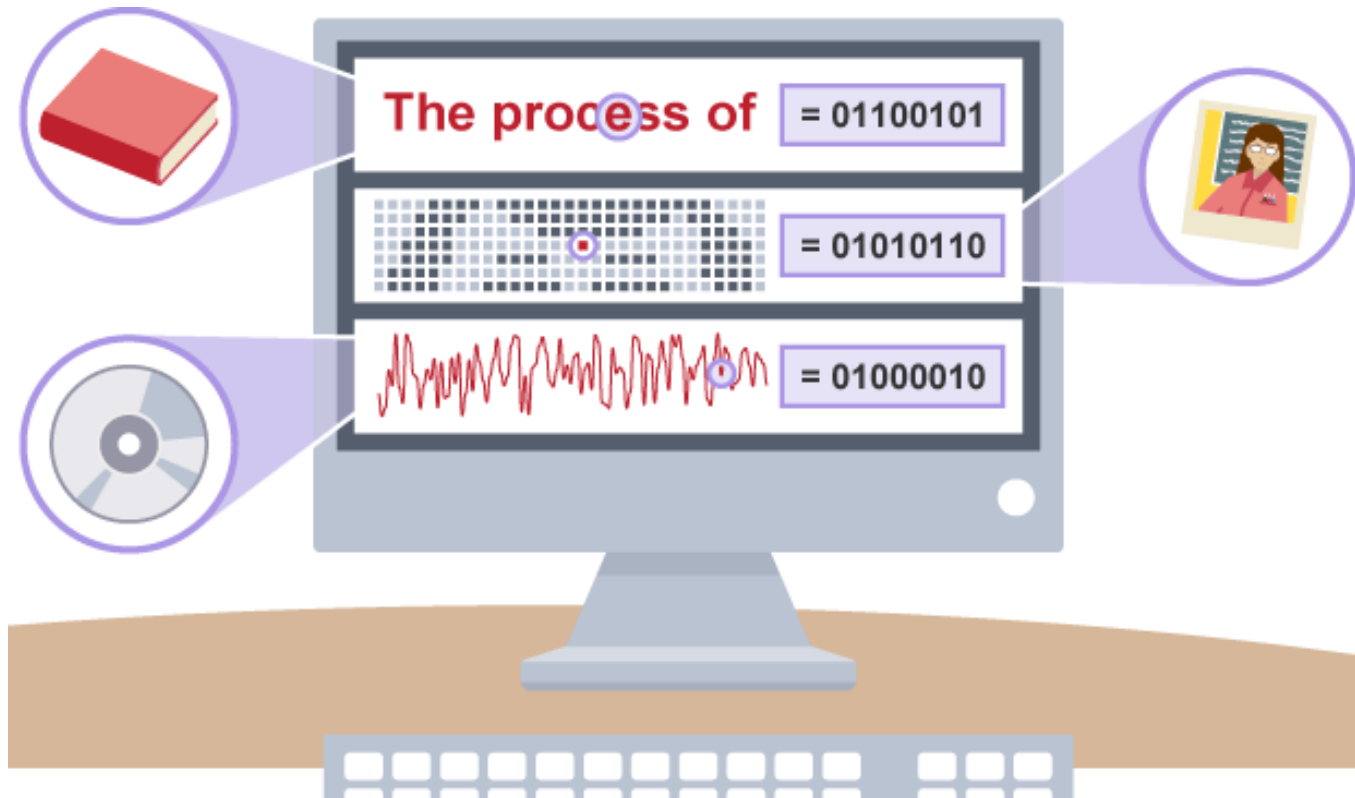 The process of = 01100101
= 01010110
= 01000010